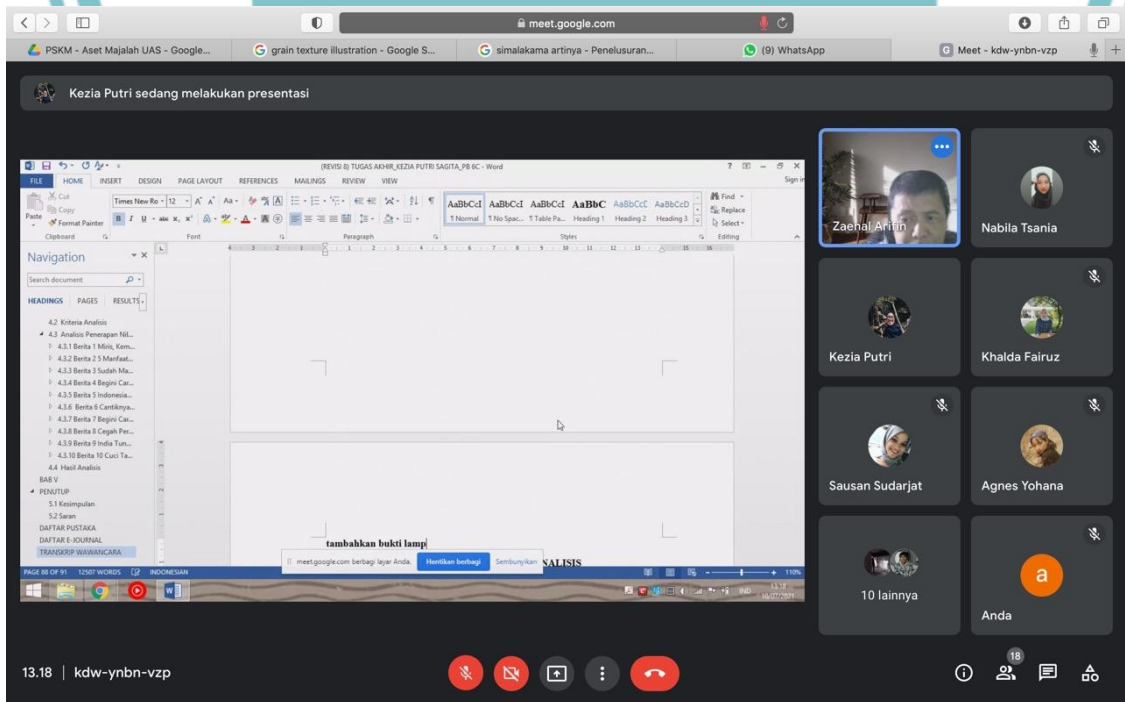 meet.google.com
PSKM - Aset Majalah UAS - Google...
grain texture illustration - Google S...
simalakama artinya - Penelusuran...
(9) WhatsApp
Meet - kdw-ynbn-vzp
Kezia Putri sedang melakukan presentasi
(REVISI 8) TUGAS AKHIR_KEZIA PUTRI SAGITA_PB 6C - Word
FILE HOME INSERT DESIGN PAGE LAYOUT REFERENCES MAILINGS REVIEW VIEW
Sign in
Cut
Copy
Format Painter
Paste
Clipboard
Times New Ro 12
Font
Paragraph
AaBbCcI AaBbCcI AaBbCcI AaBbC AaBbCcC AaBbCcD
1 Normal 1 No Spac... 1 Table Pa... Heading 1 Heading 2 Heading 3
Styles
Find
Replace
Select
Editing
Navigation
Search document
HEADINGS PAGES RESULTS
4.2 Kriteria Analisis
4.3 Analisis Penerapan Nil...
4.3.1 Berita 1 Miris, Kem...
4.3.2 Berita 2 5 Manfaat...
4.3.3 Berita 3 Sudah Ma...
4.3.4 Berita 4 Begini Car...
4.3.5 Berita 5 Indonesia...
4.3.6 Berita 6 Cantiknya...
4.3.7 Berita 7 Begini Car...
4.3.8 Berita 8 Cegah Per...
4.3.9 Berita 9 India Tun...
4.3.10 Berita 10 Cuci Ta...
4.4 Hasil Analisis
BAB V
PENUTUP
5.1 Kesimpulan
5.2 Saran
DAFTAR PUSTAKA
DAFTAR E-JOURNAL
TRANSKRIP WAWANCARA
tambahkan bukti lamp
NALISIS
meet.google.com berbagi layar Anda.
Hentikan berbagi
Sembunyikan
PAGE 88 OF 91 12507 WORDS INDONESIAN
110%
IND
13:18
10/07/2021
Zaenal Arifin
Nabila Tsania
Kezia Putri
Khalda Fairuz
Sausan Sudarjat
Agnes Yohana
10 lainnya
a
Anda
13.18 | kdw-ynbn-vzp
18